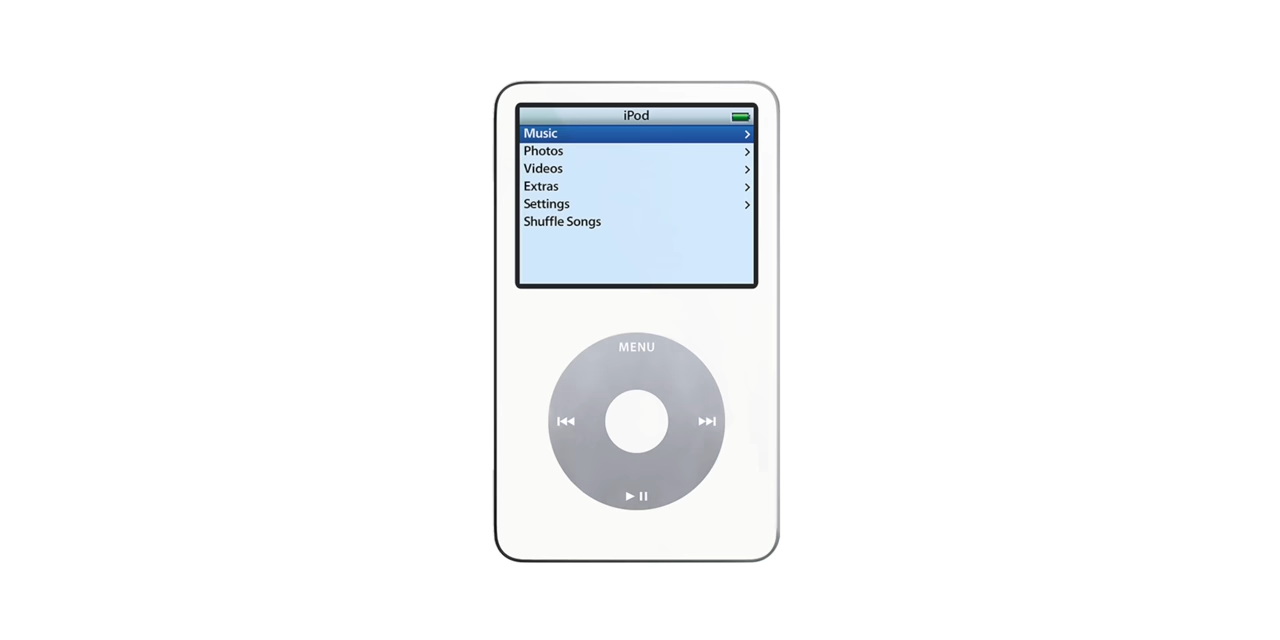 iPod
Music
Photos
Videos
Extras
Settings
Shuffle Songs
MENU